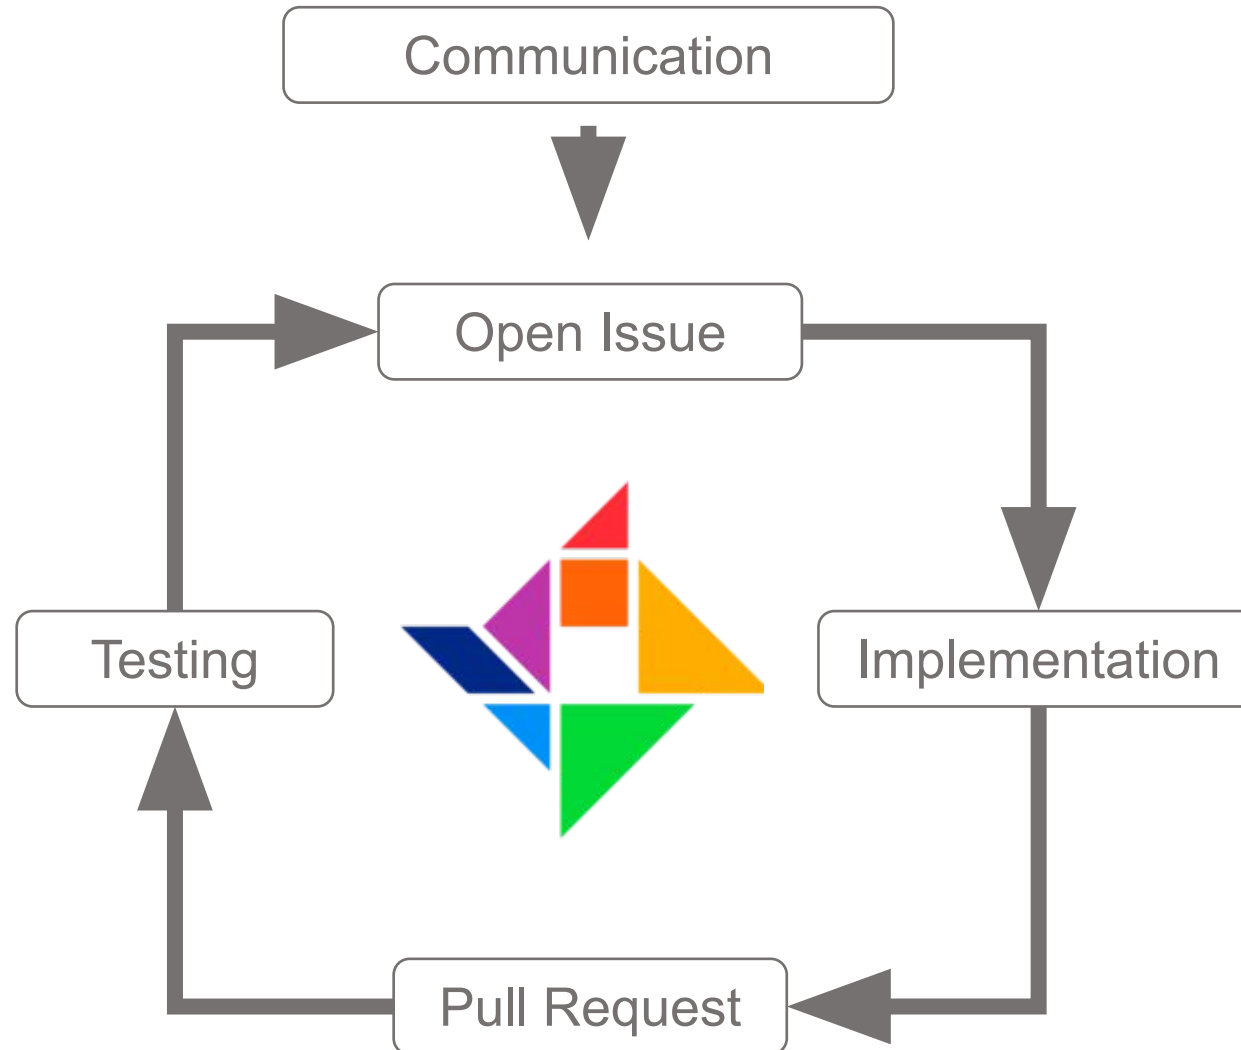 Communication
Open Issue
Testing
Implementation
Pull Request